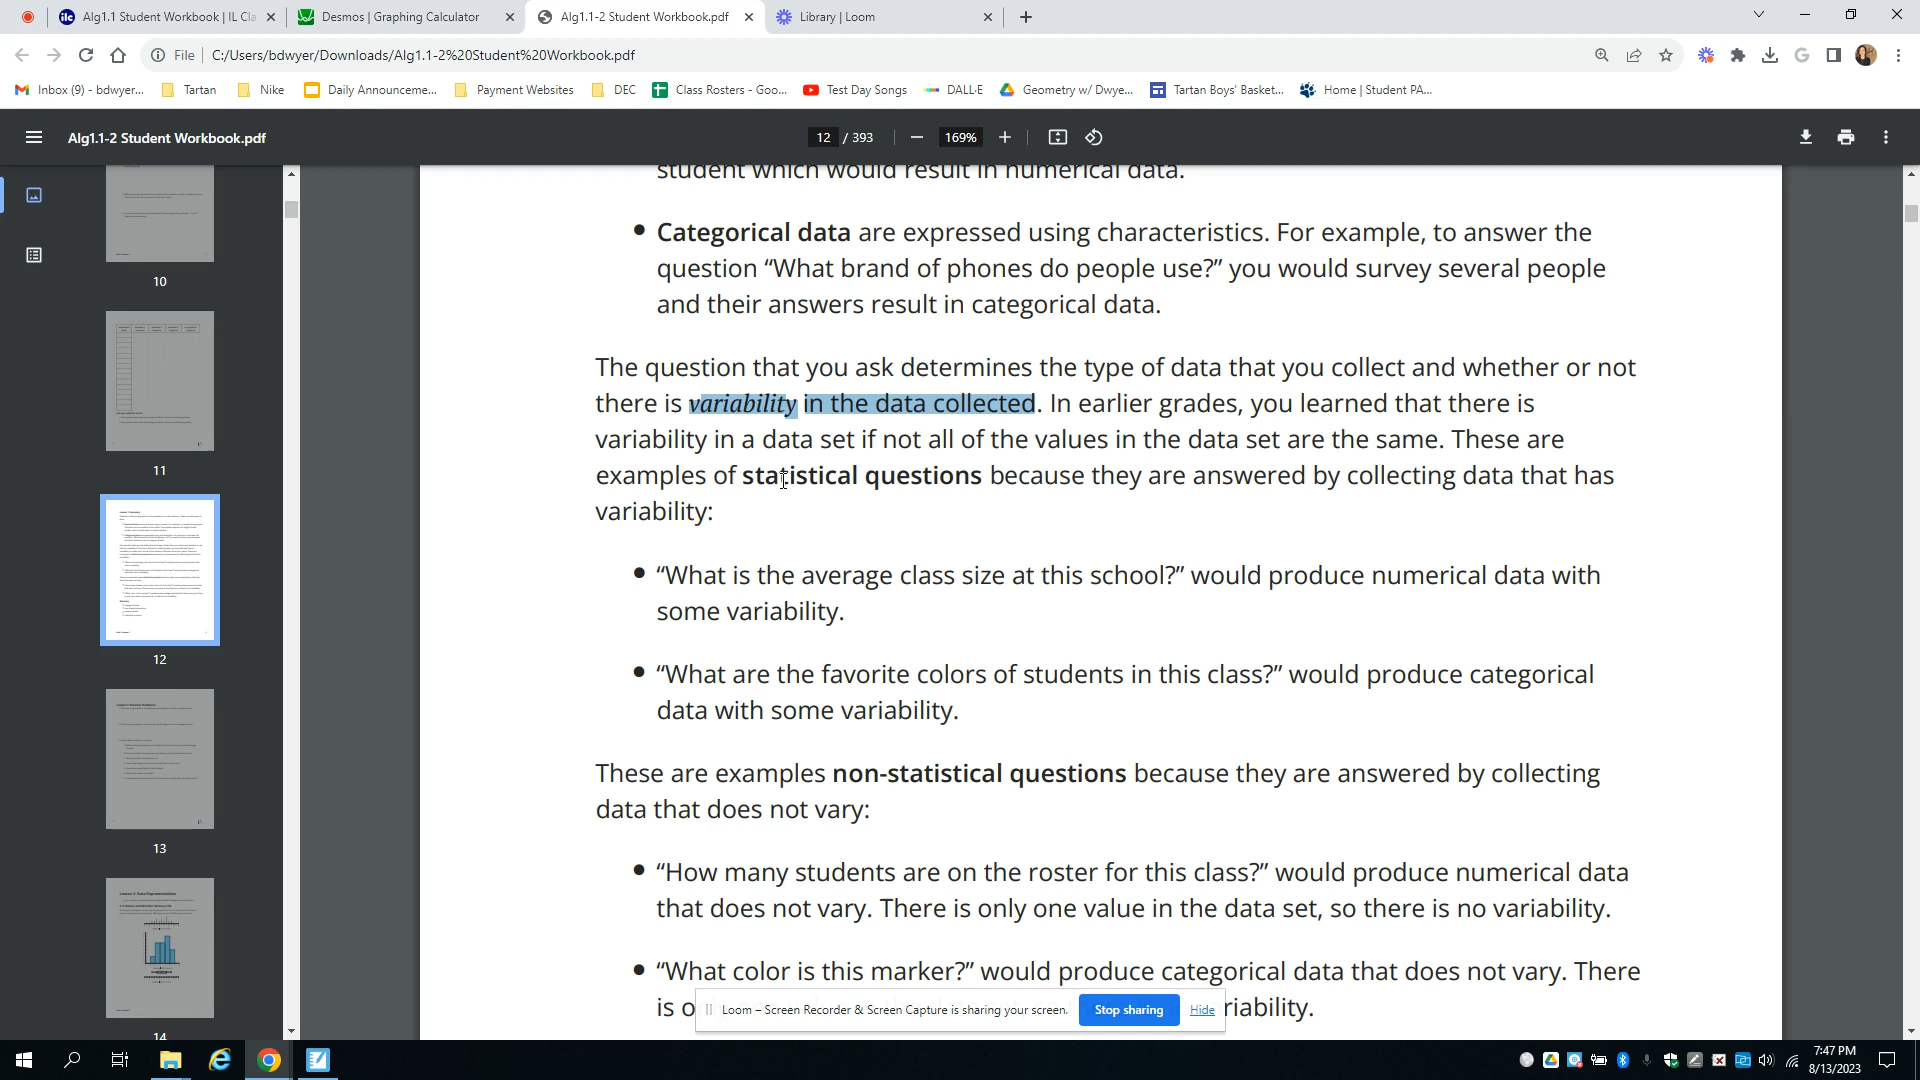 Alg1.1 Student Workbook | IL Cla
Desmos | Graphing Calculator
Alg1.1-2 Student Workbook.pdf
Library | Loom
File
C:/Users/bdwyer/Downloads/Alg1.1-2%20Student%20Workbook.pdf
Inbox (9) - bdwyer...
Tartan
Nike
Daily Announceme...
Payment Websites
DEC
Class Rosters - Goo...
Test Day Songs
DALL·E
Geometry w/ Dwye...
Tartan Boys' Basket...
Home | Student PA...
Alg1.1-2 Student Workbook.pdf
12 / 393
169%
10
11
12
13
14
student which would result in numerical data.
• Categorical data are expressed using characteristics. For example, to answer the
question “What brand of phones do people use?” you would survey several people
and their answers result in categorical data.
The question that you ask determines the type of data that you collect and whether or not
there is variability in the data collected. In earlier grades, you learned that there is
variability in a data set if not all of the values in the data set are the same. These are
examples of statistical questions because they are answered by collecting data that has
variability:
• “What is the average class size at this school?” would produce numerical data with
some variability.
• “What are the favorite colors of students in this class?” would produce categorical
data with some variability.
These are examples non-statistical questions because they are answered by collecting
data that does not vary:
• “How many students are on the roster for this class?” would produce numerical data
that does not vary. There is only one value in the data set, so there is no variability.
• “What color is this marker?” would produce categorical data that does not vary. There
is o
riability.
Loom – Screen Recorder & Screen Capture is sharing your screen.
Stop sharing
Hide
7:47 PM
8/13/2023